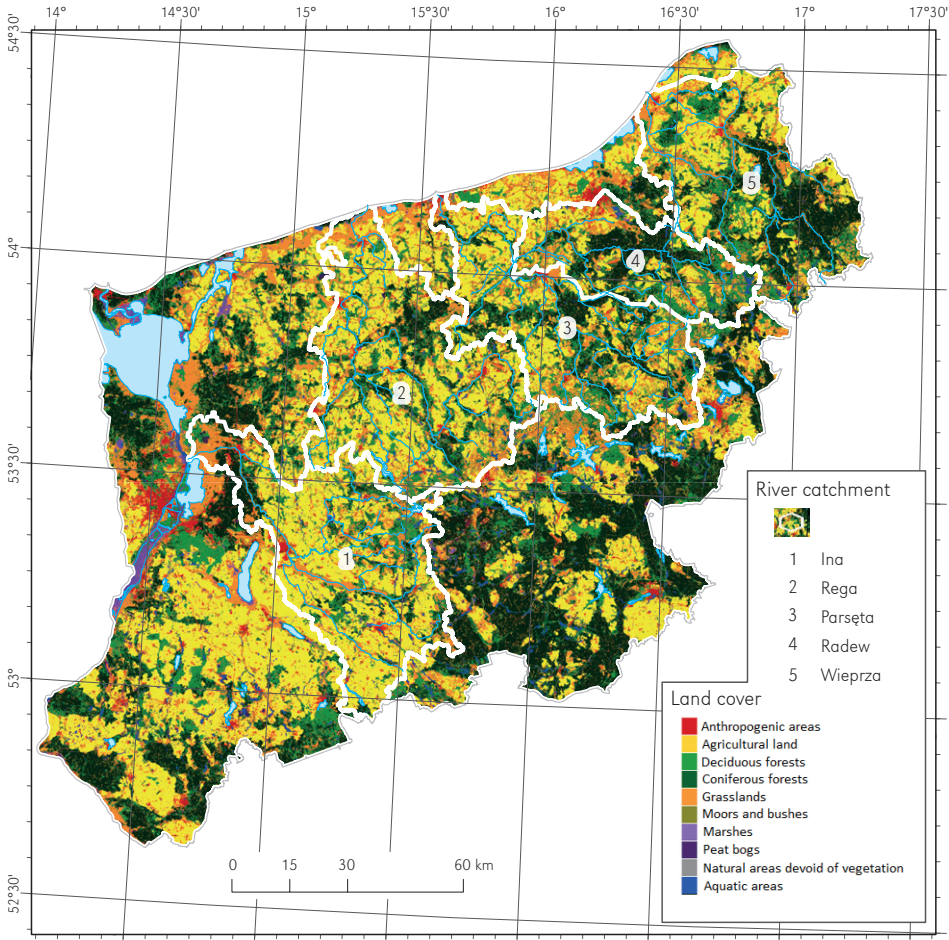 14° 14°30' 15° 15°30' 16° 16°30' 17° 17°30'
54°30'
54°
53°30'
53°
52°30'
5
4
3
2
1
River catchment
1 Ina
2 Rega
3 Parsęta
4 Radew
5 Wieprza
Land cover
Anthropogenic areas
Agricultural land
Deciduous forests
Coniferous forests
Grasslands
Moors and bushes
Marshes
Peat bogs
Natural areas devoid of vegetation
Aquatic areas
0 15 30 60 km